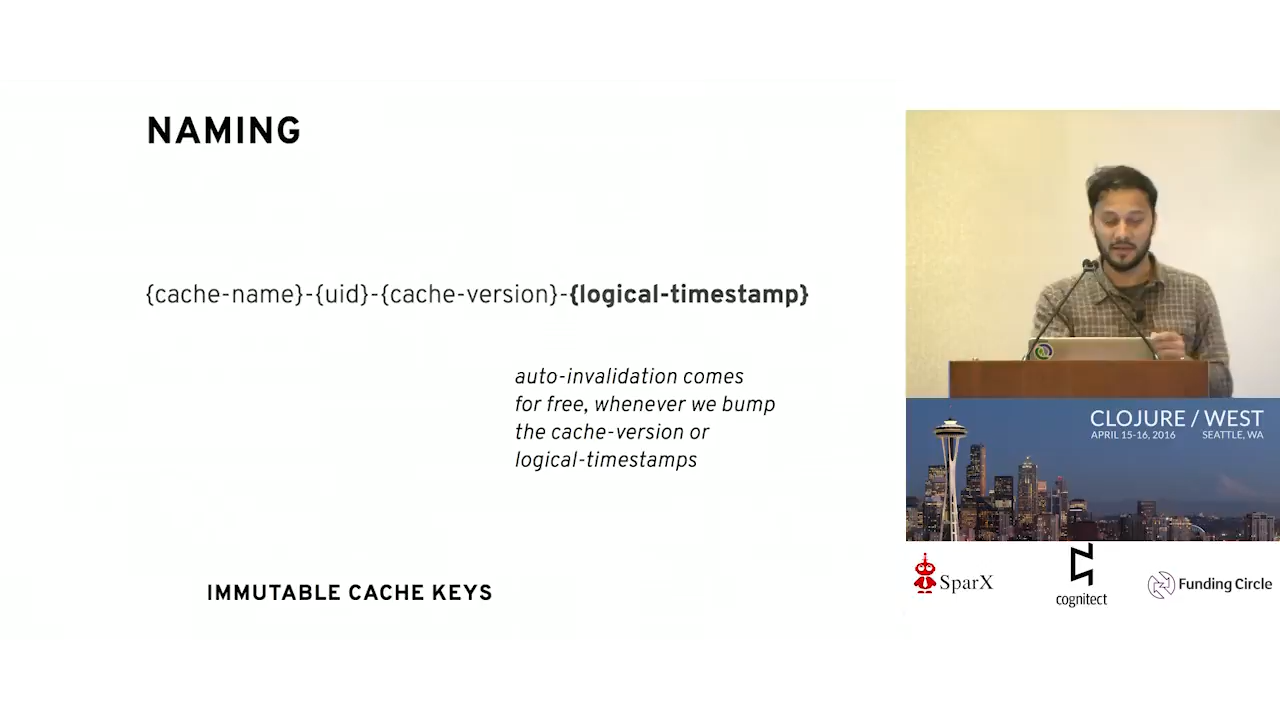 NAMING
{cache-name}-{uid}-{cache-version}-{logical-timestamp}
auto-invalidation comes
for free, whenever we bump
the cache-version or
logical-timestamps
IMMUTABLE CACHE KEYS
CLOJURE / WEST
APRIL 15-16, 2016 SEATTLE, WA
SparX
cognitect
Funding Circle